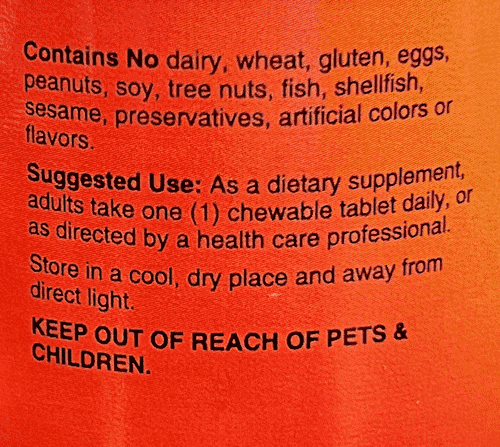 Contains No dairy, wheat, gluten, eggs,
peanuts, soy, tree nuts, fish, shellfish,
sesame, preservatives, artificial colors or
flavors.
Suggested Use: As a dietary supplement,
adults take one (1) chewable tablet daily, or
as directed by a health care professional.
Store in a cool, dry place and away from
direct light.
KEEP OUT OF REACH OF PETS &
CHILDREN.